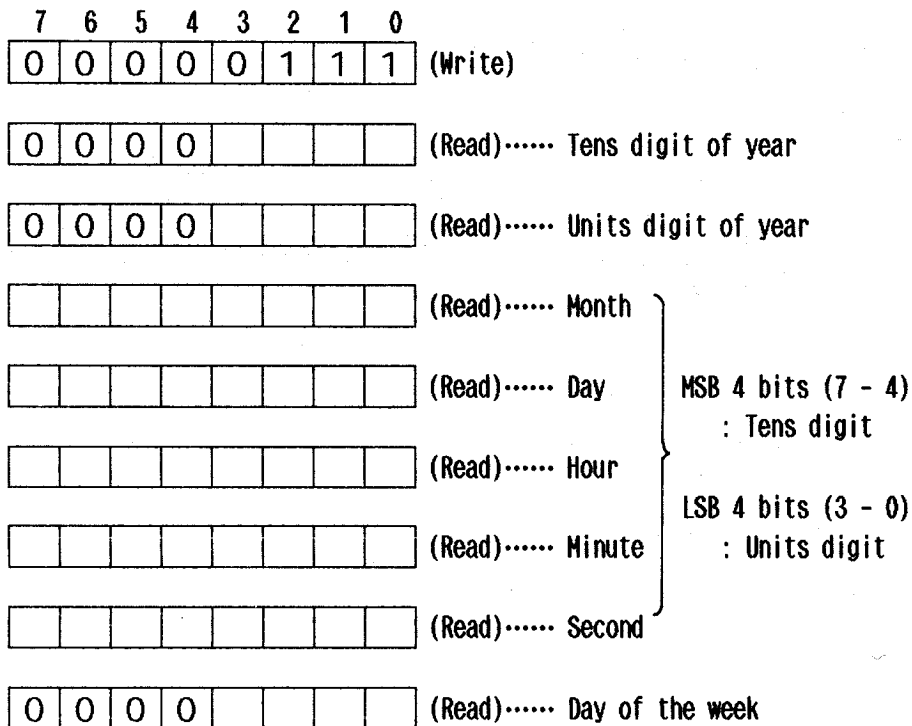 7 6 5 4 3 2 1 0
0 0 0 0 0 1 1 1 (Write)
0 0 0 0 (Read)······ Tens digit of year
0 0 0 0 (Read)······ Units digit of year
(Read)······ Month
(Read)······ Day
(Read)······ Hour
(Read)······ Minute
(Read)······ Second
MSB 4 bits (7 - 4)
: Tens digit
LSB 4 bits (3 - 0)
: Units digit
0 0 0 0 (Read)······ Day of the week